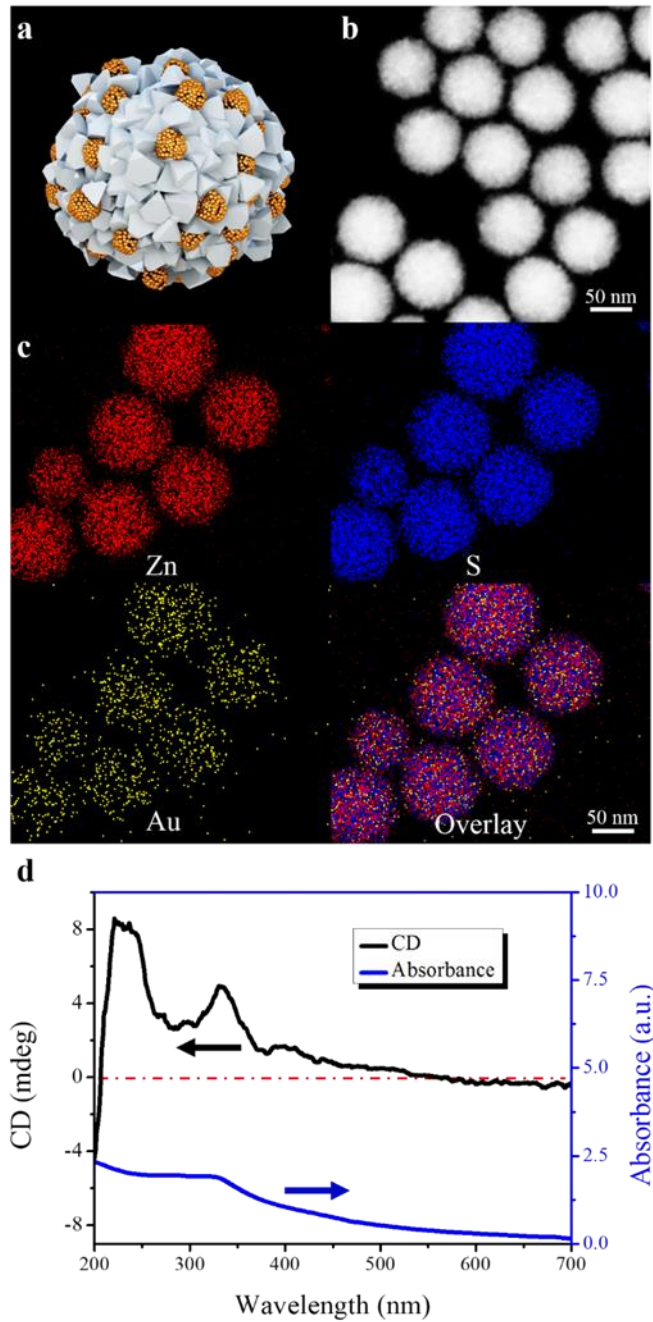 a
b
50 nm
c
Zn
S
Au
Overlay
50 nm
d
CD
Absorbance
CD (mdeg)
8
4
0
-4
-8
Absorbance (a.u.)
10.0
7.5
5.0
2.5
0.0
200 300 400 500 600 700
Wavelength (nm)